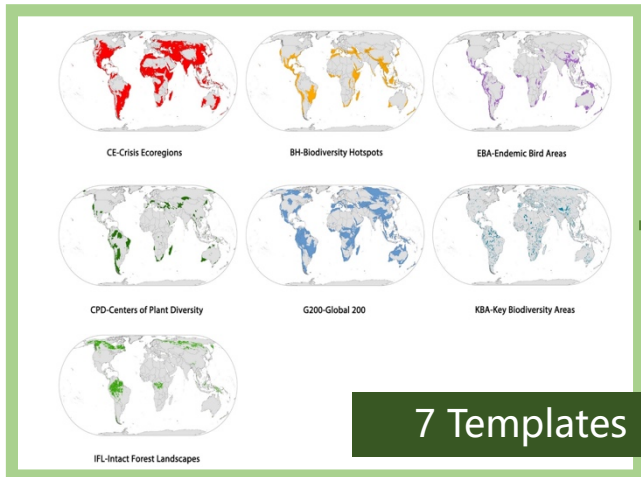 CE-Crisis Ecoregions
BH-Biodiversity Hotspots
EBA-Endemic Bird Areas
CPD-Centers of Plant Diversity
G200-Global 200
KBA-Key Biodiversity Areas
IFL-Intact Forest Landscapes
7 Templates